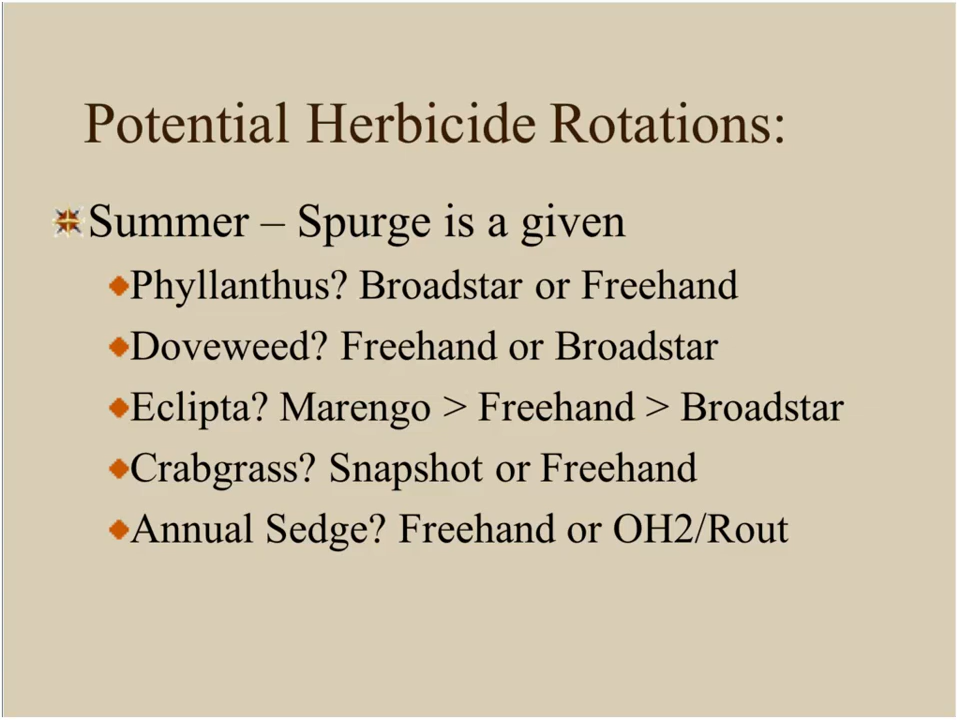 Potential Herbicide Rotations:
Summer – Spurge is a given
Phyllanthus? Broadstar or Freehand
Doveweed? Freehand or Broadstar
Eclipta? Marengo > Freehand > Broadstar
Crabgrass? Snapshot or Freehand
Annual Sedge? Freehand or OH2/Rout